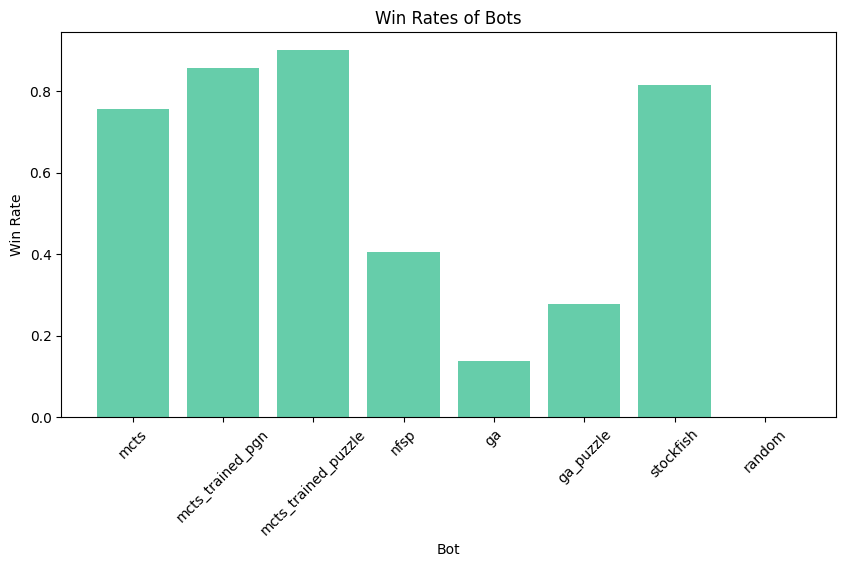 Win Rates of Bots
Win Rate
0.8
0.6
0.4
0.2
0.0
mcts
mcts_trained_pgn
mcts_trained_puzzle
nfsp
ga
ga_puzzle
stockfish
random
Bot